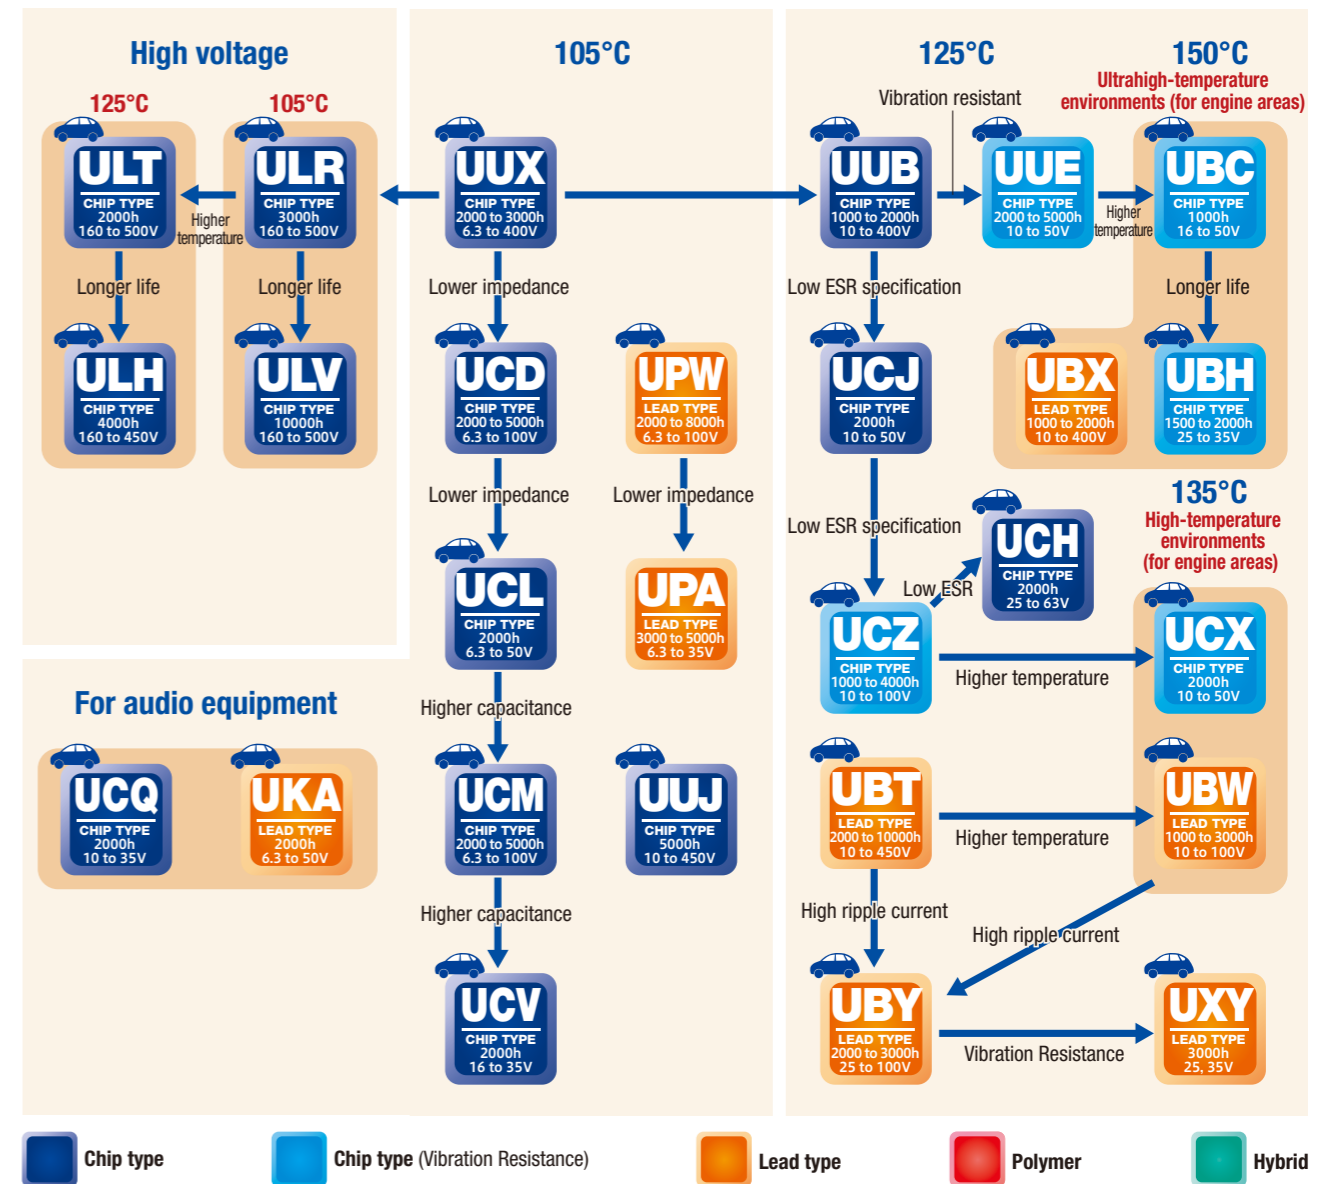 High voltage
125°C
105°C
ULT
CHIP TYPE
2000h
160 to 500V
Higher
temperature
ULR
CHIP TYPE
3000h
160 to 500V
Longer life
Longer life
ULH
CHIP TYPE
4000h
160 to 450V
ULV
CHIP TYPE
10000h
160 to 500V
For audio equipment
UCQ
CHIP TYPE
2000h
10 to 35V
UKA
LEAD TYPE
2000h
6.3 to 50V
105°C
UUX
CHIP TYPE
2000 to 3000h
6.3 to 400V
Lower impedance
UCD
CHIP TYPE
2000 to 5000h
6.3 to 100V
UPW
LEAD TYPE
2000 to 8000h
6.3 to 100V
Lower impedance
Lower impedance
UCL
CHIP TYPE
2000h
6.3 to 50V
UPA
LEAD TYPE
3000 to 5000h
6.3 to 35V
Higher capacitance
UCM
CHIP TYPE
2000 to 5000h
6.3 to 100V
UUJ
CHIP TYPE
5000h
10 to 450V
Higher capacitance
UCV
CHIP TYPE
2000h
16 to 35V
125°C
150°C
Ultrahigh-temperature
environments (for engine areas)
Vibration resistant
UUB
CHIP TYPE
1000 to 2000h
10 to 400V
UUE
CHIP TYPE
2000 to 5000h
10 to 50V
Higher
temperature
UBC
CHIP TYPE
1000h
16 to 50V
Low ESR specification
Longer life
UCJ
CHIP TYPE
2000h
10 to 50V
UBX
LEAD TYPE
1000 to 2000h
10 to 400V
UBH
CHIP TYPE
1500 to 2000h
25 to 35V
135°C
High-temperature
environments
(for engine areas)
Low ESR specification
UCH
CHIP TYPE
2000h
25 to 63V
Low ESR
UCZ
CHIP TYPE
1000 to 4000h
10 to 100V
Higher temperature
UCX
CHIP TYPE
2000h
10 to 50V
UBT
LEAD TYPE
2000 to 10000h
10 to 450V
Higher temperature
UBW
LEAD TYPE
1000 to 3000h
10 to 100V
High ripple current
High ripple current
UBY
LEAD TYPE
2000 to 3000h
25 to 100V
Vibration Resistance
UXY
LEAD TYPE
3000h
25, 35V
Chip type
Chip type (Vibration Resistance)
Lead type
Polymer
Hybrid